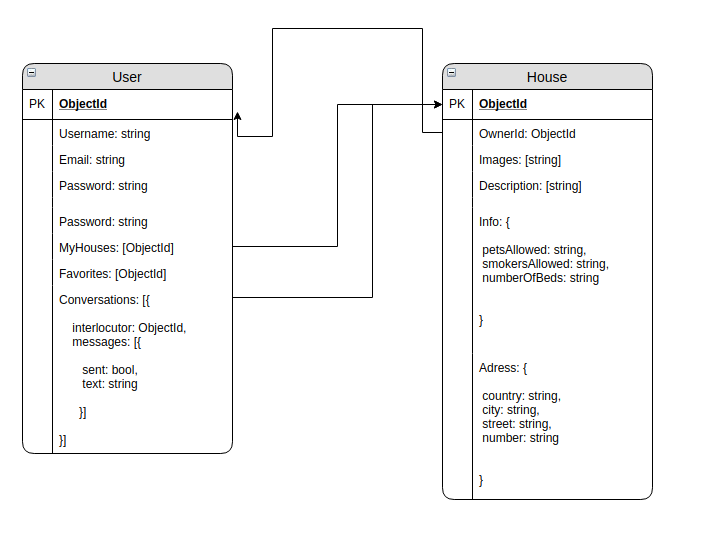 User
PK ObjectId
Username: string
Email: string
Password: string
Password: string
MyHouses: [ObjectId]
Favorites: [ObjectId]
Conversations: [{
interlocutor: ObjectId,
messages: [{
sent: bool,
text: string
}]
}]
House
PK ObjectId
OwnerId: ObjectId
Images: [string]
Description: [string]
Info: {
petsAllowed: string,
smokersAllowed: string,
numberOfBeds: string
}
Adress: {
country: string,
city: string,
street: string,
number: string
}